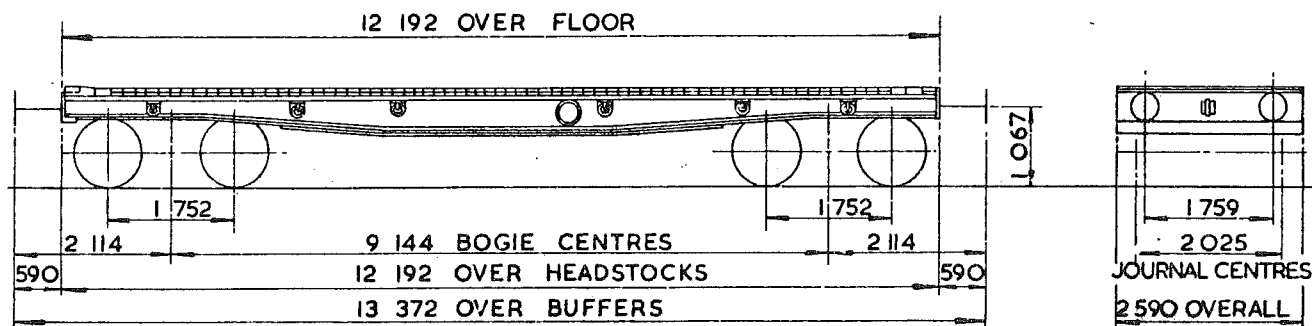 12 192 OVER FLOOR
1 067
1 752
1 752
1 759
2 114
9 144 BOGIE CENTRES
2 114
2 025
590
12 192 OVER HEADSTOCKS
590
JOURNAL CENTRES
13 372 OVER BUFFERS
2 590 OVERALL